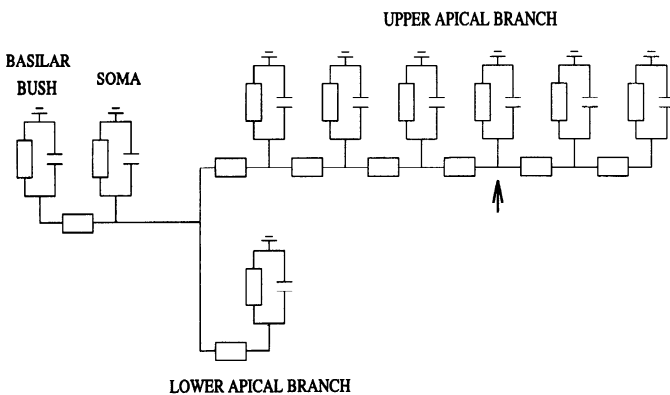 UPPER APICAL BRANCH
BASILAR
BUSH
SOMA
LOWER APICAL BRANCH